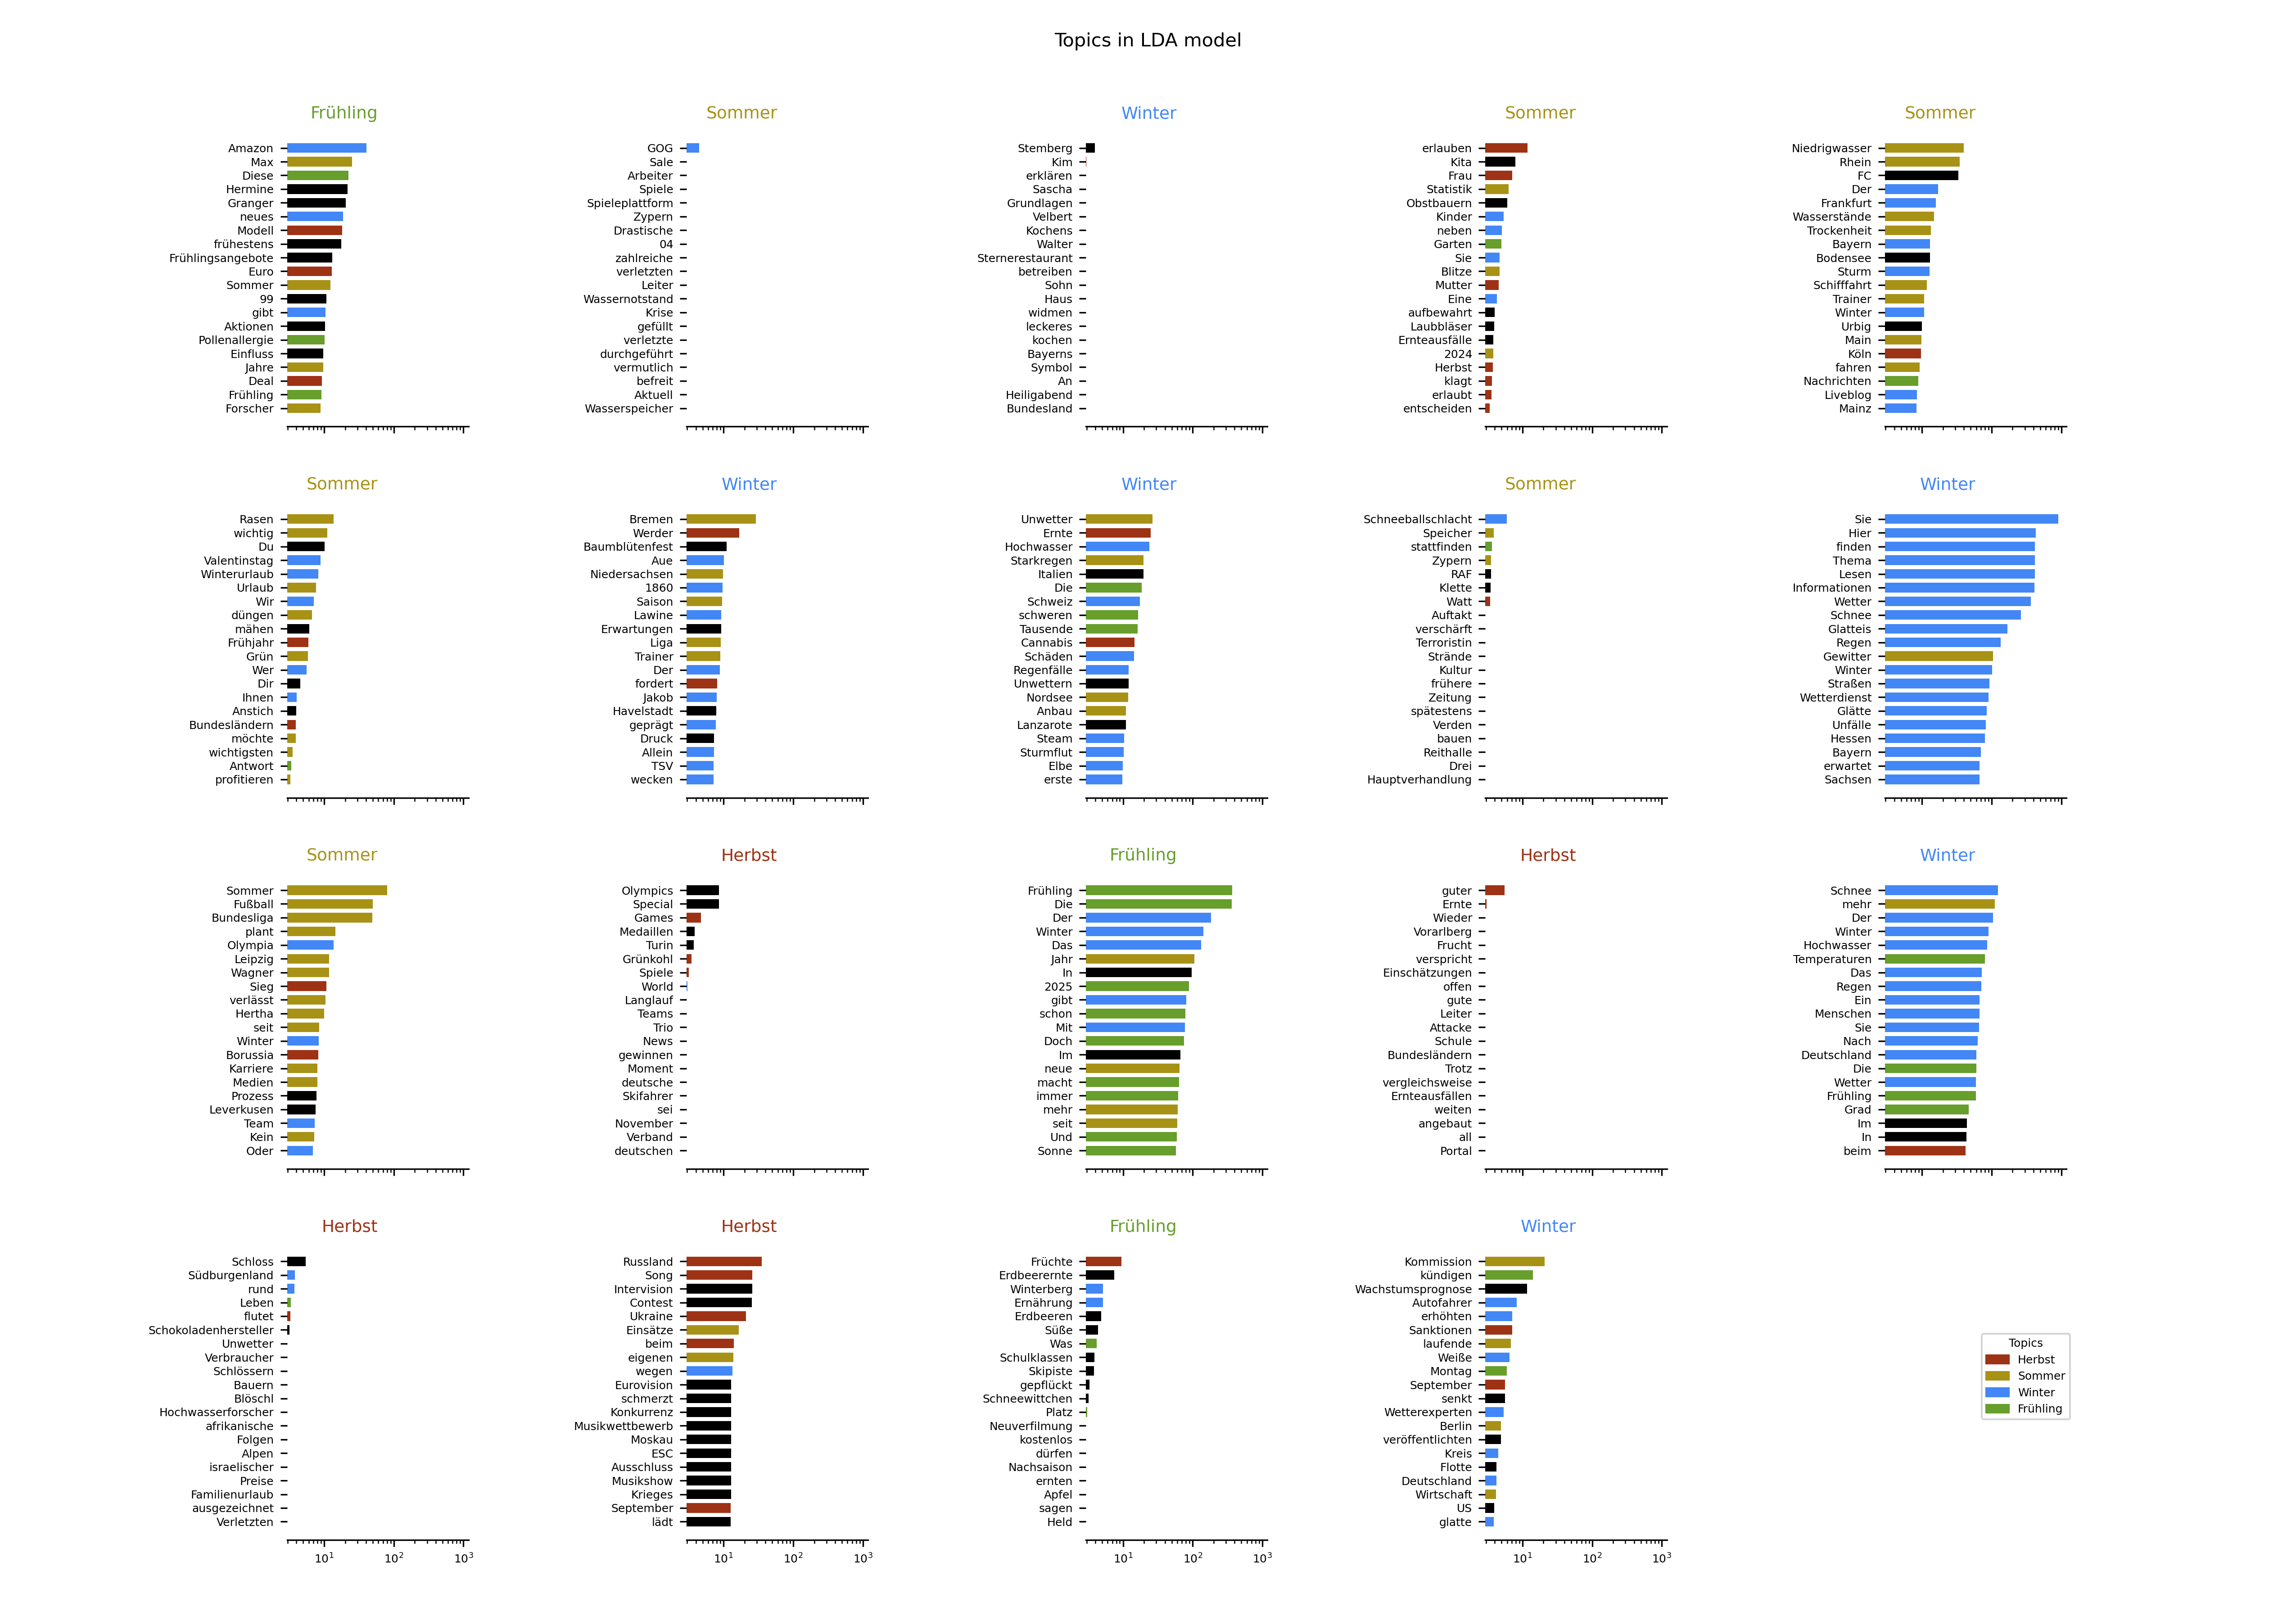 Topics in LDA model
Frühling
Amazon
Max
Diese
Hermine
Granger
neues
Modell
frühestens
Frühlingsangebote
Euro
Sommer
99
gibt
Aktionen
Pollenallergie
Einfluss
Jahre
Deal
Frühling
Forscher
Sommer
GOG
Sale
Arbeiter
Spiele
Spieleplattform
Zypern
Drastische
04
zahlreiche
verletzten
Leiter
Wassernotstand
Krise
gefüllt
verletzte
durchgeführt
vermutlich
befreit
Aktuell
Wasserspeicher
Winter
Stemberg
Kim
erklären
Sascha
Grundlagen
Velbert
Kochens
Walter
Sternerestaurant
betreiben
Sohn
Haus
widmen
leckeres
kochen
Bayerns
Symbol
An
Heiligabend
Bundesland
Sommer
erlauben
Kita
Frau
Statistik
Obstbauern
Kinder
neben
Garten
Sie
Blitze
Mutter
Eine
aufbewahrt
Laubbläser
Ernteausfälle
2024
Herbst
klagt
erlaubt
entscheiden
Sommer
Niedrigwasser
Rhein
FC
Der
Frankfurt
Wasserstände
Trockenheit
Bayern
Bodensee
Sturm
Schifffahrt
Trainer
Winter
Urbig
Main
Köln
fahren
Nachrichten
Liveblog
Mainz
Sommer
Rasen
wichtig
Du
Valentinstag
Winterurlaub
Urlaub
Wir
düngen
mähen
Frühjahr
Grün
Wer
Dir
Ihnen
Anstich
Bundesländern
möchte
wichtigsten
Antwort
profitieren
Winter
Bremen
Werder
Baumblütenfest
Aue
Niedersachsen
1860
Saison
Lawine
Erwartungen
Liga
Trainer
Der
fordert
Jakob
Havelstadt
geprägt
Druck
Allein
TSV
wecken
Winter
Unwetter
Ernte
Hochwasser
Starkregen
Italien
Die
Schweiz
schweren
Tausende
Cannabis
Schäden
Regenfälle
Unwettern
Nordsee
Anbau
Lanzarote
Steam
Sturmflut
Elbe
erste
Sommer
Schneeballschlacht
Speicher
stattfinden
Zypern
RAF
Klette
Watt
Auftakt
verschärft
Terroristin
Strände
Kultur
frühere
Zeitung
spätestens
Verden
bauen
Reithalle
Drei
Hauptverhandlung
Winter
Sie
Hier
finden
Thema
Lesen
Informationen
Wetter
Schnee
Glatteis
Regen
Gewitter
Winter
Straßen
Wetterdienst
Glätte
Unfälle
Hessen
Bayern
erwartet
Sachsen
Sommer
Sommer
Fußball
Bundesliga
plant
Olympia
Leipzig
Wagner
Sieg
verlässt
Hertha
seit
Winter
Borussia
Karriere
Medien
Prozess
Leverkusen
Team
Kein
Oder
Herbst
Olympics
Special
Games
Medaillen
Turin
Grünkohl
Spiele
World
Langlauf
Teams
Trio
News
gewinnen
Moment
deutsche
Skifahrer
sei
November
Verband
deutschen
Frühling
Frühling
Die
Der
Winter
Das
Jahr
In
2025
gibt
schon
Mit
Doch
Im
neue
macht
immer
mehr
seit
Und
Sonne
Herbst
guter
Ernte
Wieder
Vorarlberg
Frucht
verspricht
Einschätzungen
offen
gute
Leiter
Attacke
Schule
Bundesländern
Trotz
vergleichsweise
Ernteausfällen
weiten
angebaut
all
Portal
Winter
Schnee
mehr
Der
Winter
Hochwasser
Temperaturen
Das
Regen
Ein
Menschen
Sie
Nach
Deutschland
Die
Wetter
Frühling
Grad
Im
In
beim
Herbst
Schloss
Südburgenland
rund
Leben
flutet
Schokoladenhersteller
Unwetter
Verbraucher
Schlössern
Bauern
Blöschl
Hochwasserforscher
afrikanische
Folgen
Alpen
israelischer
Preise
Familienurlaub
ausgezeichnet
Verletzten
10¹ 10² 10³
Herbst
Russland
Song
Intervision
Contest
Ukraine
Einsätze
beim
eigenen
wegen
Eurovision
schmerzt
Konkurrenz
Musikwettbewerb
Moskau
ESC
Ausschluss
Musikshow
Krieges
September
lädt
10¹ 10² 10³
Frühling
Früchte
Erdbeerernte
Winterberg
Ernährung
Erdbeeren
Süße
Was
Schulklassen
Skipiste
gepflückt
Schneewittchen
Platz
Neuverfilmung
kostenlos
dürfen
Nachsaison
ernten
Apfel
sagen
Held
10¹ 10² 10³
Winter
Kommission
kündigen
Wachstumsprognose
Autofahrer
erhöhten
Sanktionen
laufende
Weiße
Montag
September
senkt
Wetterexperten
Berlin
veröffentlichten
Kreis
Flotte
Deutschland
Wirtschaft
US
glatte
10¹ 10² 10³
Topics
Herbst
Sommer
Winter
Frühling